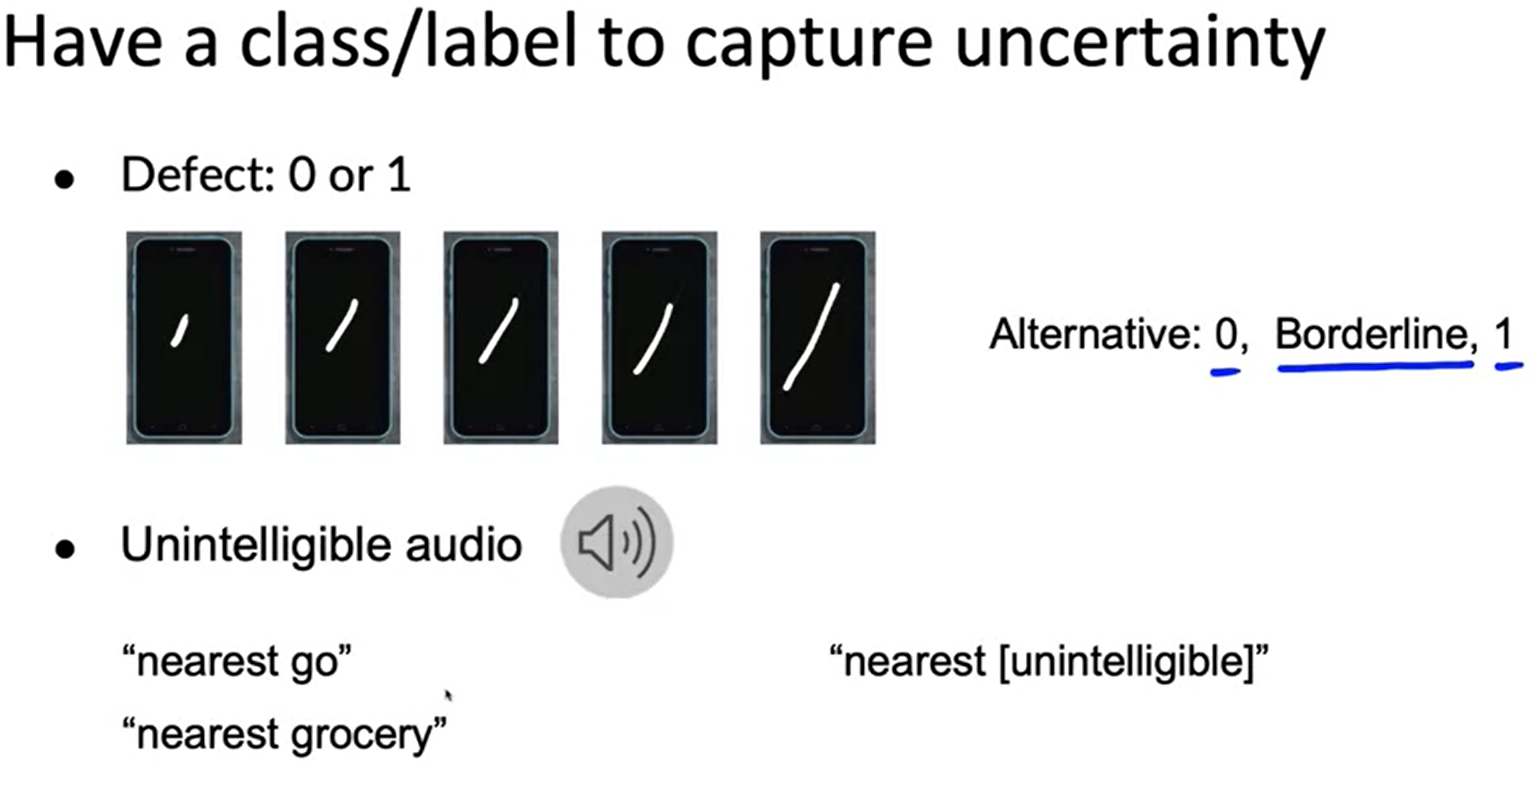 Have a class/label to capture uncertainty
• Defect: 0 or 1
Alternative: 0, Borderline, 1
• Unintelligible audio
“nearest go”
“nearest [unintelligible]”
“nearest grocery”